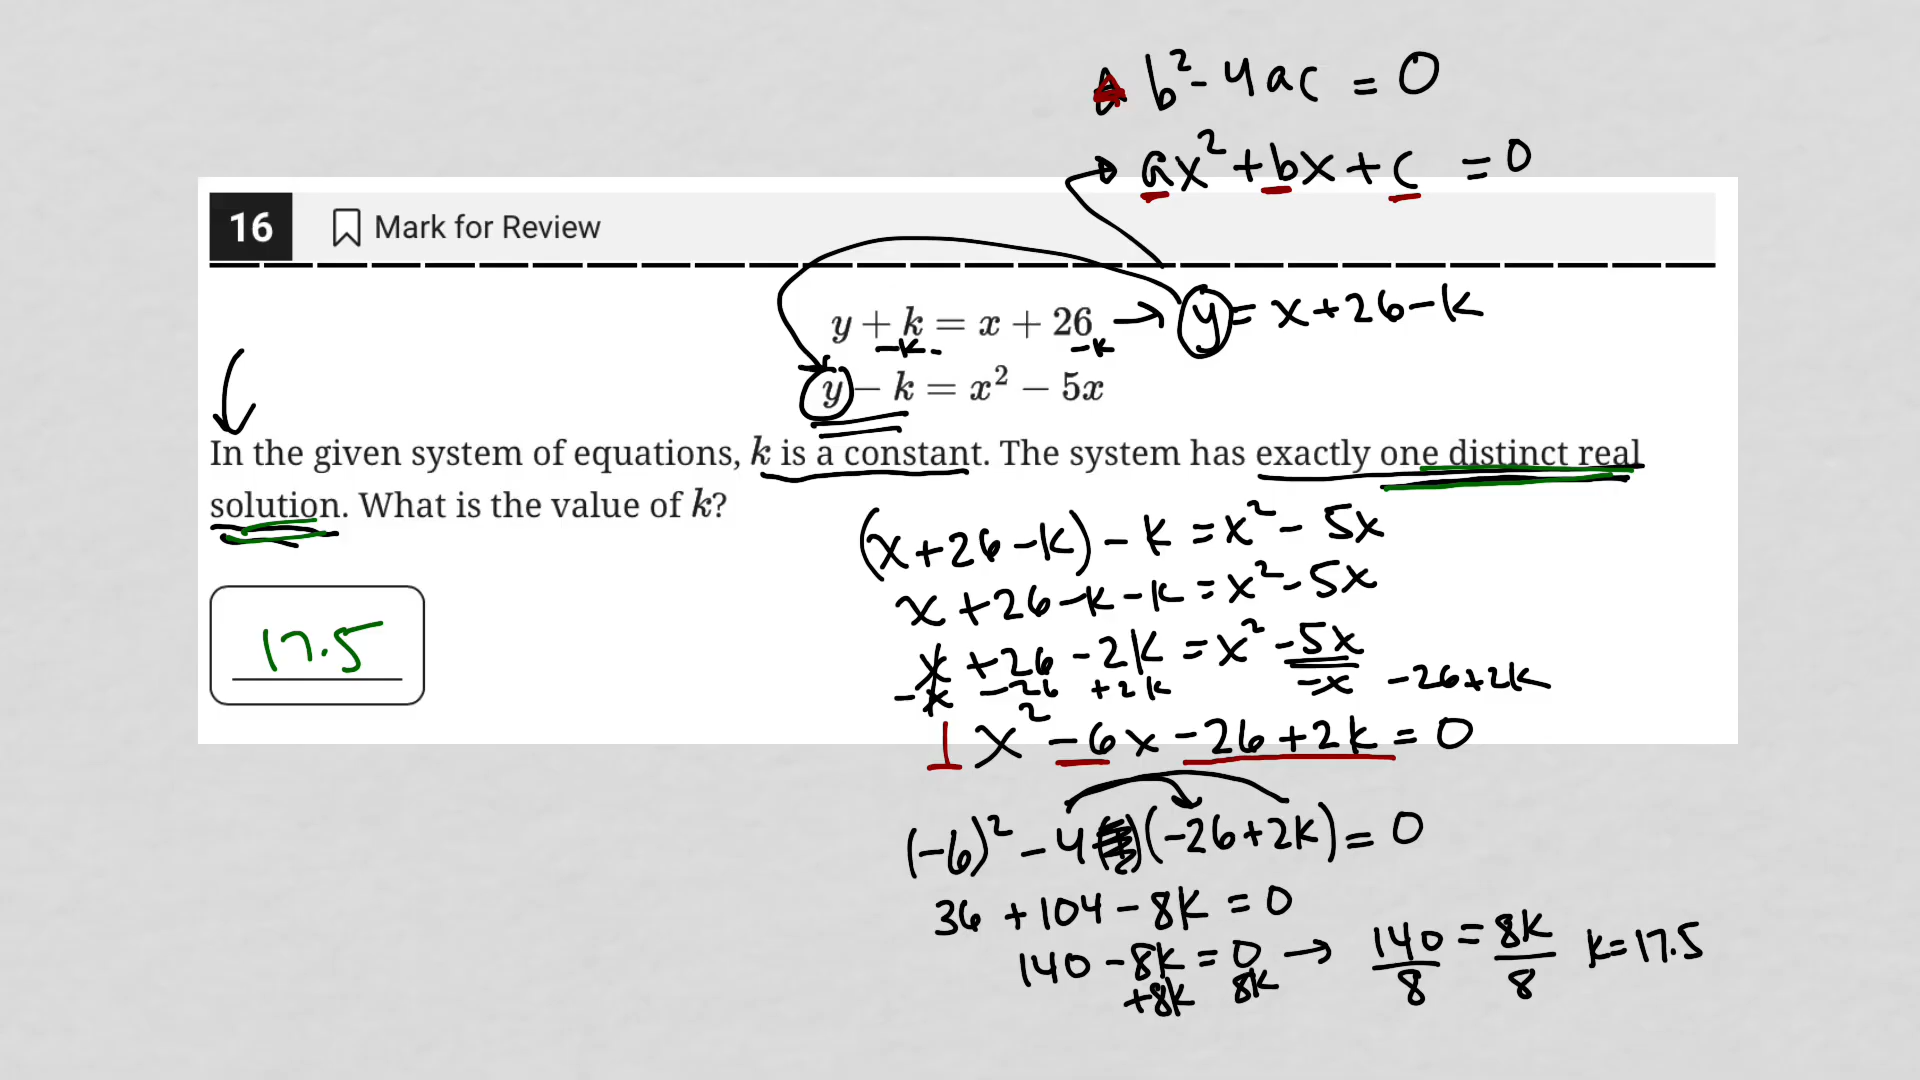 b² - 4ac = 0
ax² + bx + c = 0
16 Mark for Review
y + k = x + 26 → y = x + 26 - k
-k -k
y - k = x² - 5x
In the given system of equations, k is a constant. The system has exactly one distinct real
solution. What is the value of k?
(x + 26 - k) - k = x² - 5x
x + 26 - k - k = x² - 5x
x + 26 - 2k = x² - 5x
-x -26 +2k -x -26+2k
17.5
1x² - 6x - 26 + 2k = 0
(-6)² - 4(-26 + 2k) = 0
36 + 104 - 8k = 0
140 - 8k = 0 → 140/8 = 8k/8 k = 17.5
+8k 8k